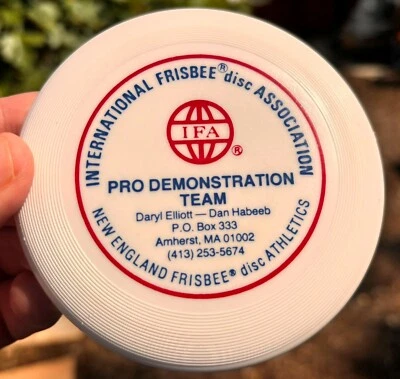 INTERNATIONAL FRISBEE® disc ASSOCIATION
IFA
®
PRO DEMONSTRATION
TEAM
Daryl Elliott — Dan Habeeb
P.O. Box 333
Amherst, MA 01002
(413) 253-5674
NEW ENGLAND FRISBEE® disc ATHLETICS